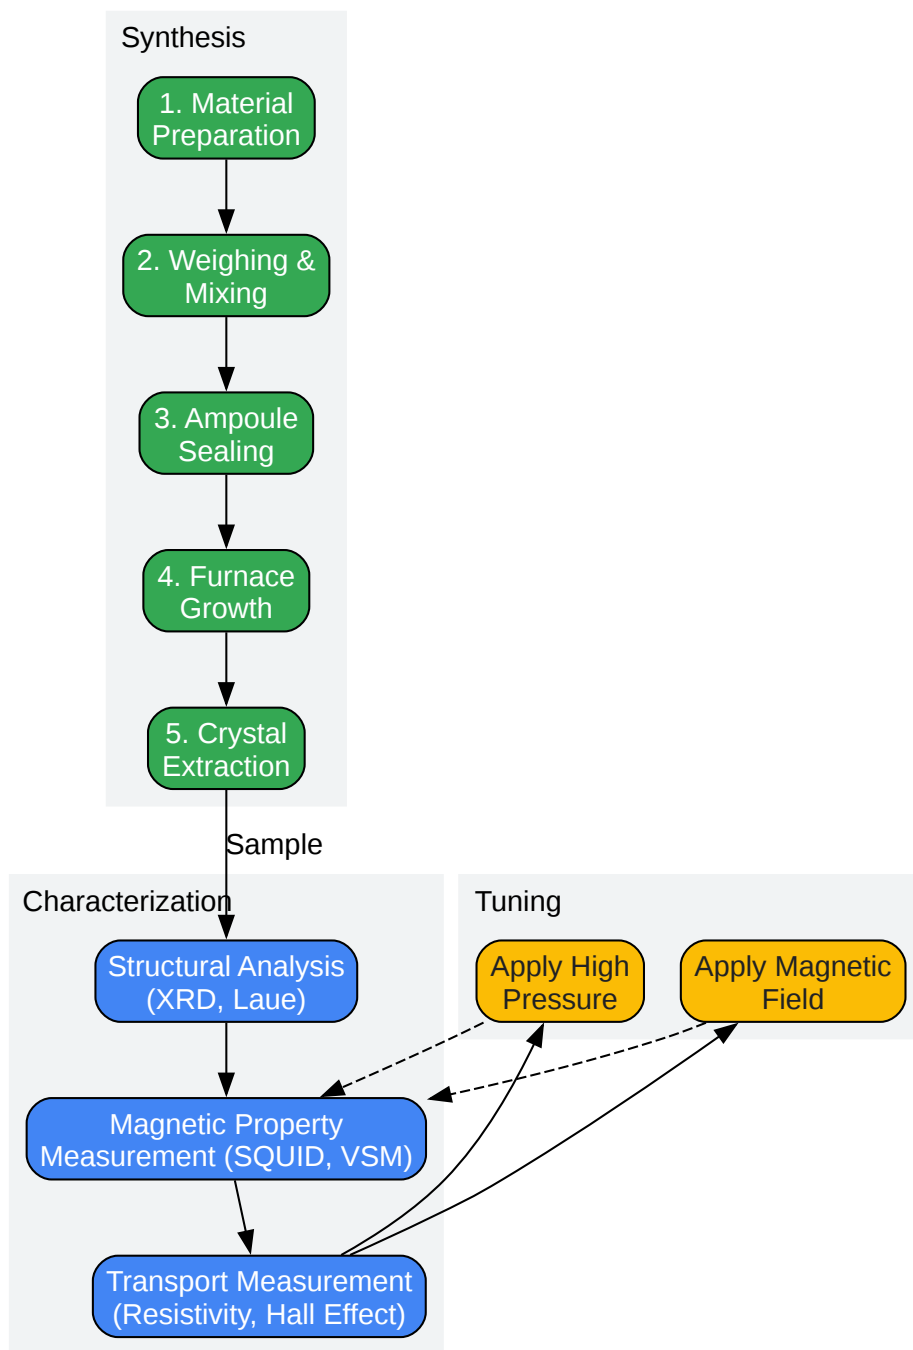 Synthesis
1. Material
Preparation
2. Weighing &
Mixing
3. Ampoule
Sealing
4. Furnace
Growth
5. Crystal
Extraction
Sample
Characterization
Structural Analysis
(XRD, Laue)
Magnetic Property
Measurement (SQUID, VSM)
Transport Measurement
(Resistivity, Hall Effect)
Tuning
Apply High
Pressure
Apply Magnetic
Field